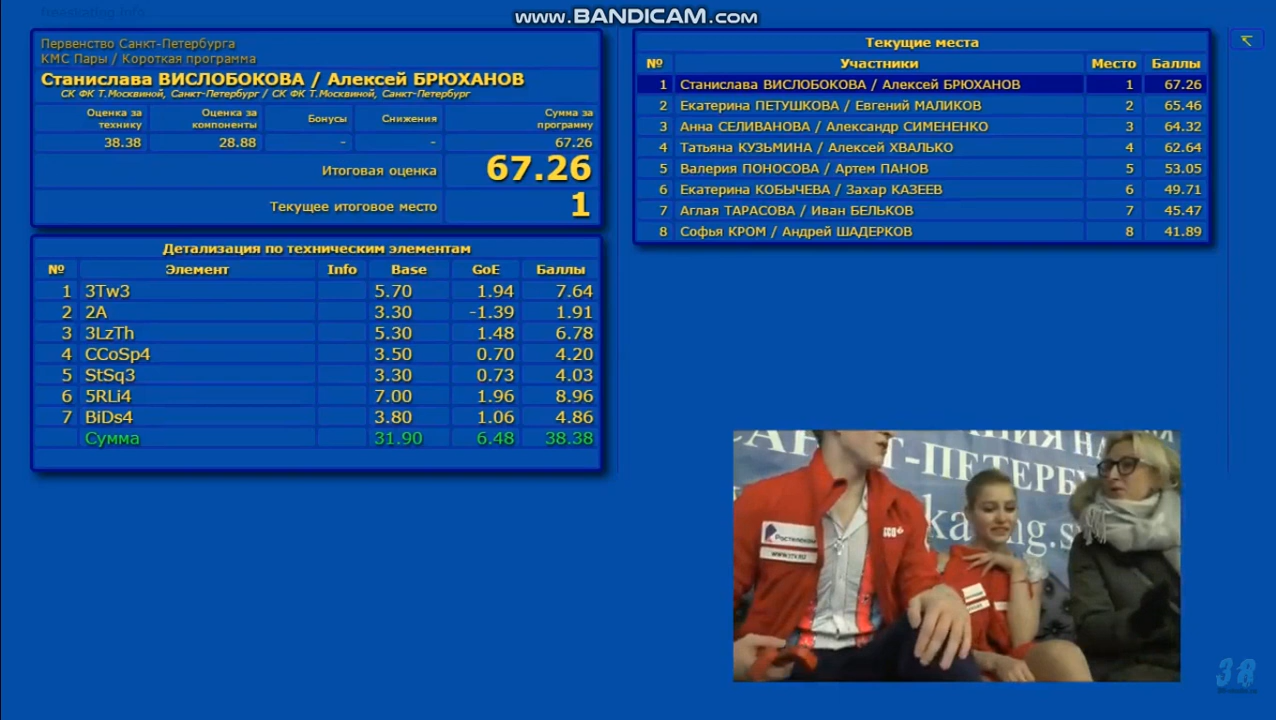 www.BANDICAM.com
Первенство Санкт-Петербурга
КМС Пары / Короткая программа
Станислава ВИСЛОБОКОВА / Алексей БРЮХАНОВ
СК ФК Т.Москвиной, Санкт-Петербург / СК ФК Т.Москвиной, Санкт-Петербург
Оценка за технику Оценка за компоненты Бонусы Снижения Сумма за программу
38.38 28.88 - - 67.26
Итоговая оценка 67.26
Текущее итоговое место 1
Детализация по техническим элементам
№ Элемент Info Base GoE Баллы
1 3Tw3 5.70 1.94 7.64
2 2A 3.30 -1.39 1.91
3 3LzTh 5.30 1.48 6.78
4 CCoSp4 3.50 0.70 4.20
5 StSq3 3.30 0.73 4.03
6 5RLi4 7.00 1.96 8.96
7 BiDs4 3.80 1.06 4.86
Сумма 31.90 6.48 38.38
Текущие места
№ Участники Место Баллы
1 Станислава ВИСЛОБОКОВА / Алексей БРЮХАНОВ 1 67.26
2 Екатерина ПЕТУШКОВА / Евгений МАЛИКОВ 2 65.46
3 Анна СЕЛИВАНОВА / Александр СИМЕНЕНКО 3 64.32
4 Татьяна КУЗЬМИНА / Алексей ХВАЛЬКО 4 62.64
5 Валерия ПОНОСОВА / Артем ПАНОВ 5 53.05
6 Екатерина КОБЫЧЕВА / Захар КАЗЕЕВ 6 49.71
7 Аглая ТАРАСОВА / Иван БЕЛЬКОВ 7 45.47
8 Софья КРОМ / Андрей ШАДЕРКОВ 8 41.89
Т-ПЕТЕРБУ
Ростелеком